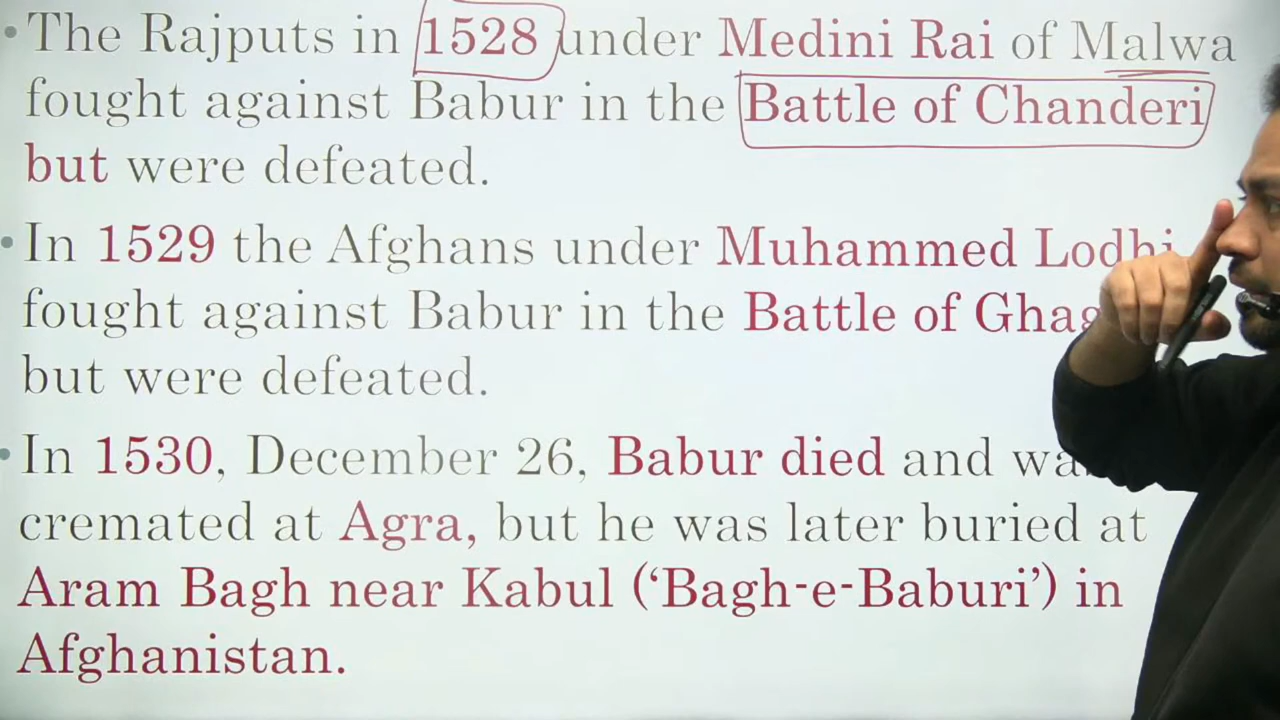 • The Rajputs in 1528 under Medini Rai of Malwa
fought against Babur in the Battle of Chanderi
but were defeated.
• In 1529 the Afghans under Muhammed Lodhi
fought against Babur in the Battle of
but were defeated.
• In 1530, December 26, Babur died and
cremated at Agra, but he was later buried at
Aram Bagh near Kabul (‘Bagh-e-Baburi’) in
Afghanistan.